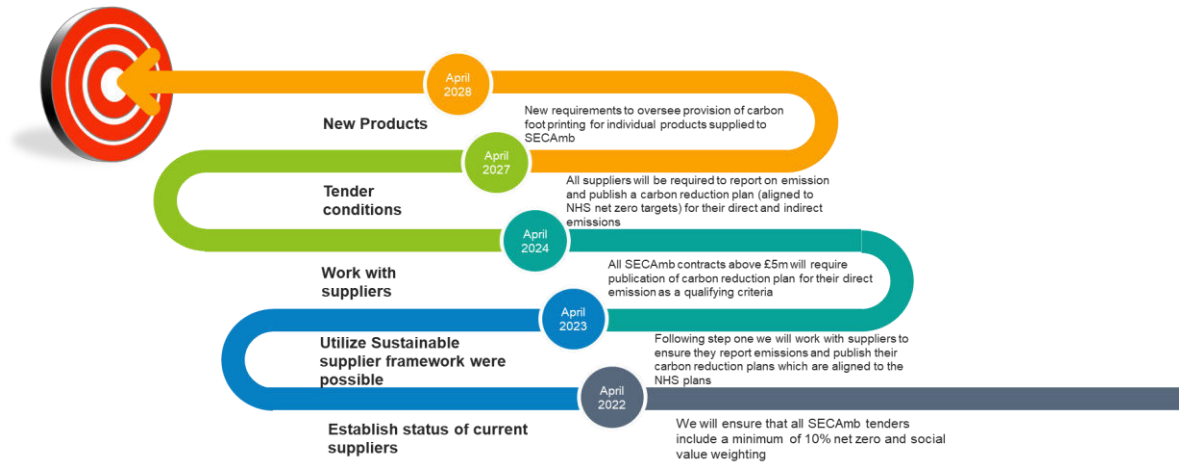 April
2028
New Products
New requirements to oversee provision of carbon
foot printing for individual products supplied to
SECAmb
April
2027
Tender
conditions
All suppliers will be required to report on emission
and publish a carbon reduction plan (aligned to
NHS net zero targets) for their direct and indirect
emissions
April
2024
Work with
suppliers
All SECAmb contracts above £5m will require
publication of carbon reduction plan for their direct
emission as a qualifying criteria
April
2023
Utilize Sustainable
supplier framework were
possible
Following step one we will work with suppliers to
ensure they report emissions and publish their
carbon reduction plans which are aligned to the
NHS plans
April
2022
Establish status of current
suppliers
We will ensure that all SECAmb tenders
include a minimum of 10% net zero and social
value weighting